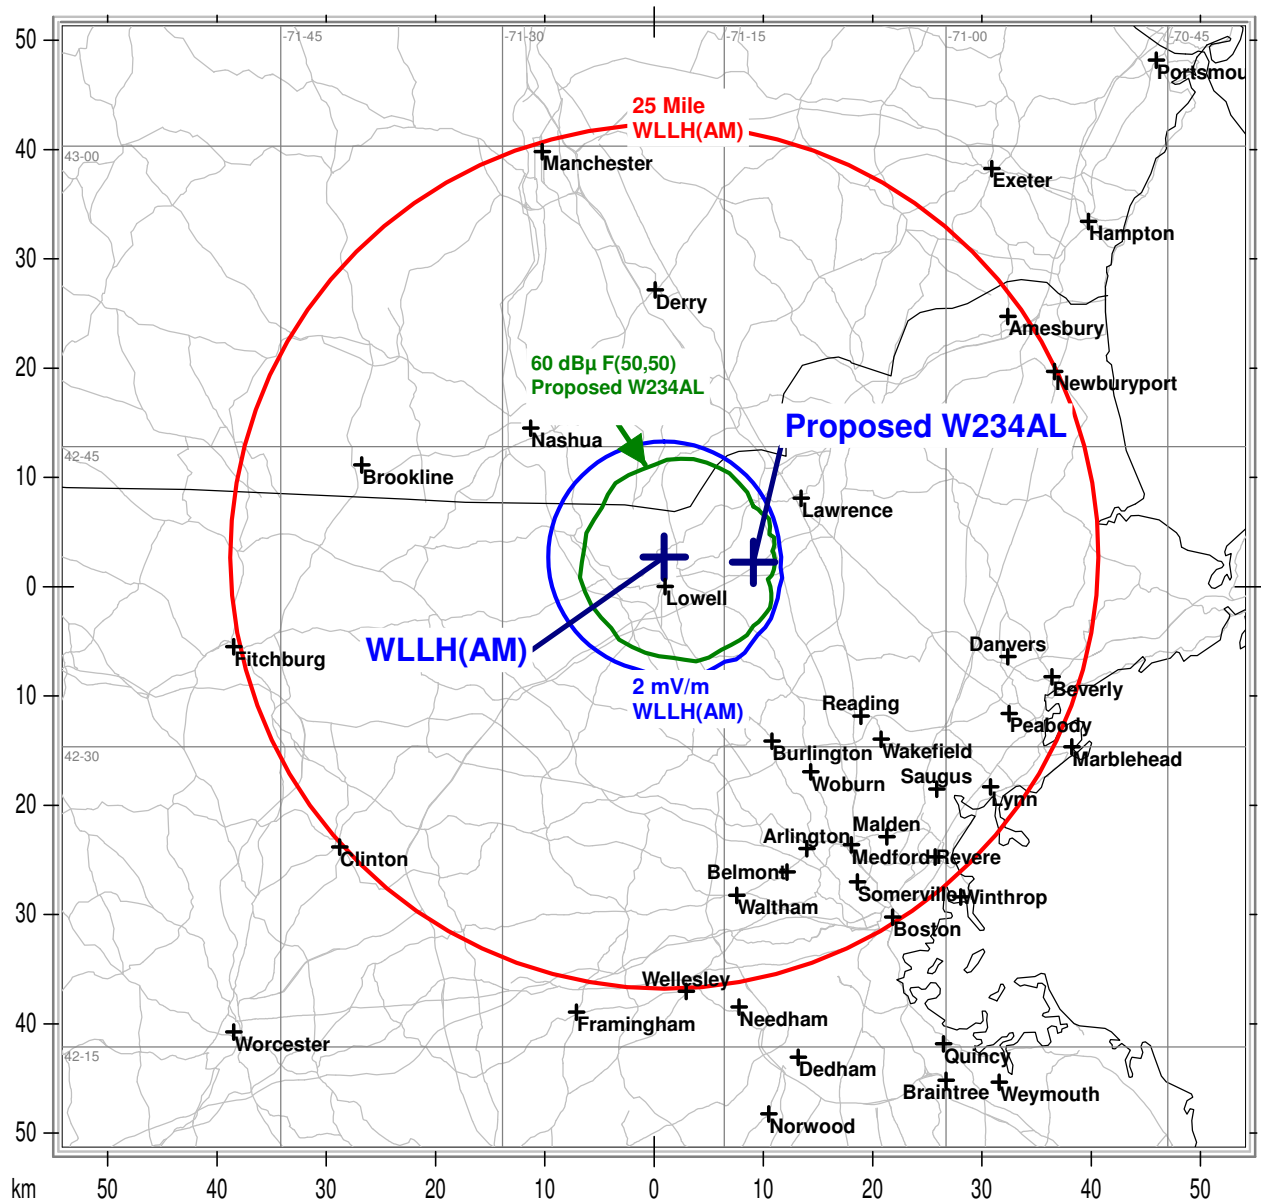 50
-71-45
-71-30
-71-15
-71-00
-70-45
Portsmou
25 Mile
WLLH(AM)
40
43-00
Manchester
Exeter
Hampton
30
Derry
Amesbury
20
60 dBµ F(50,50)
Proposed W234AL
Newburyport
Proposed W234AL
Nashua
42-45
10
Brookline
Lawrence
0
Lowell
WLLH(AM)
Fitchburg
Danvers
Beverly
10
2 mV/m
WLLH(AM)
Reading
Peabody
42-30
Burlington
Wakefield
Marblehead
Woburn
Saugus
20
Lynn
Malden
Arlington
Clinton
Medford
Revere
Belmont
Somerville
Winthrop
Waltham
30
Boston
Wellesley
40
Framingham
Needham
Worcester
42-15
Quincy
Dedham
Braintree
Weymouth
Norwood
50
km
50
40
30
20
10
0
10
20
30
40
50